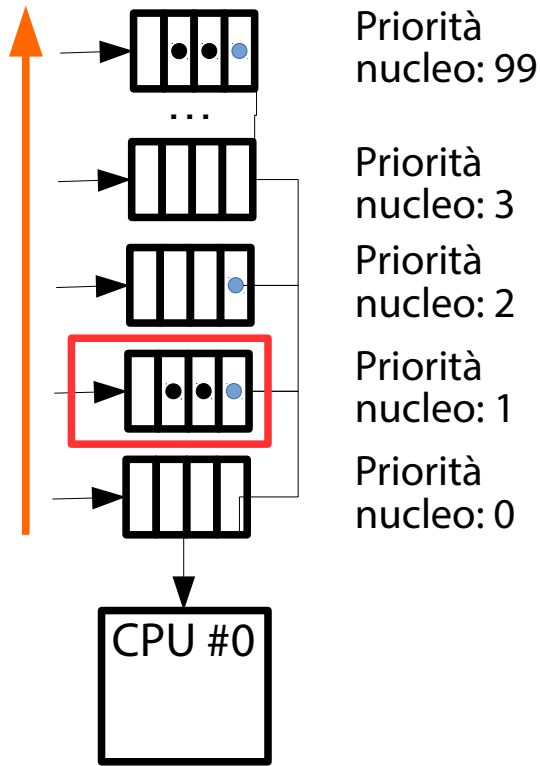 Priorità
nucleo: 99
...
Priorità
nucleo: 3
Priorità
nucleo: 2
Priorità
nucleo: 1
Priorità
nucleo: 0
CPU #0